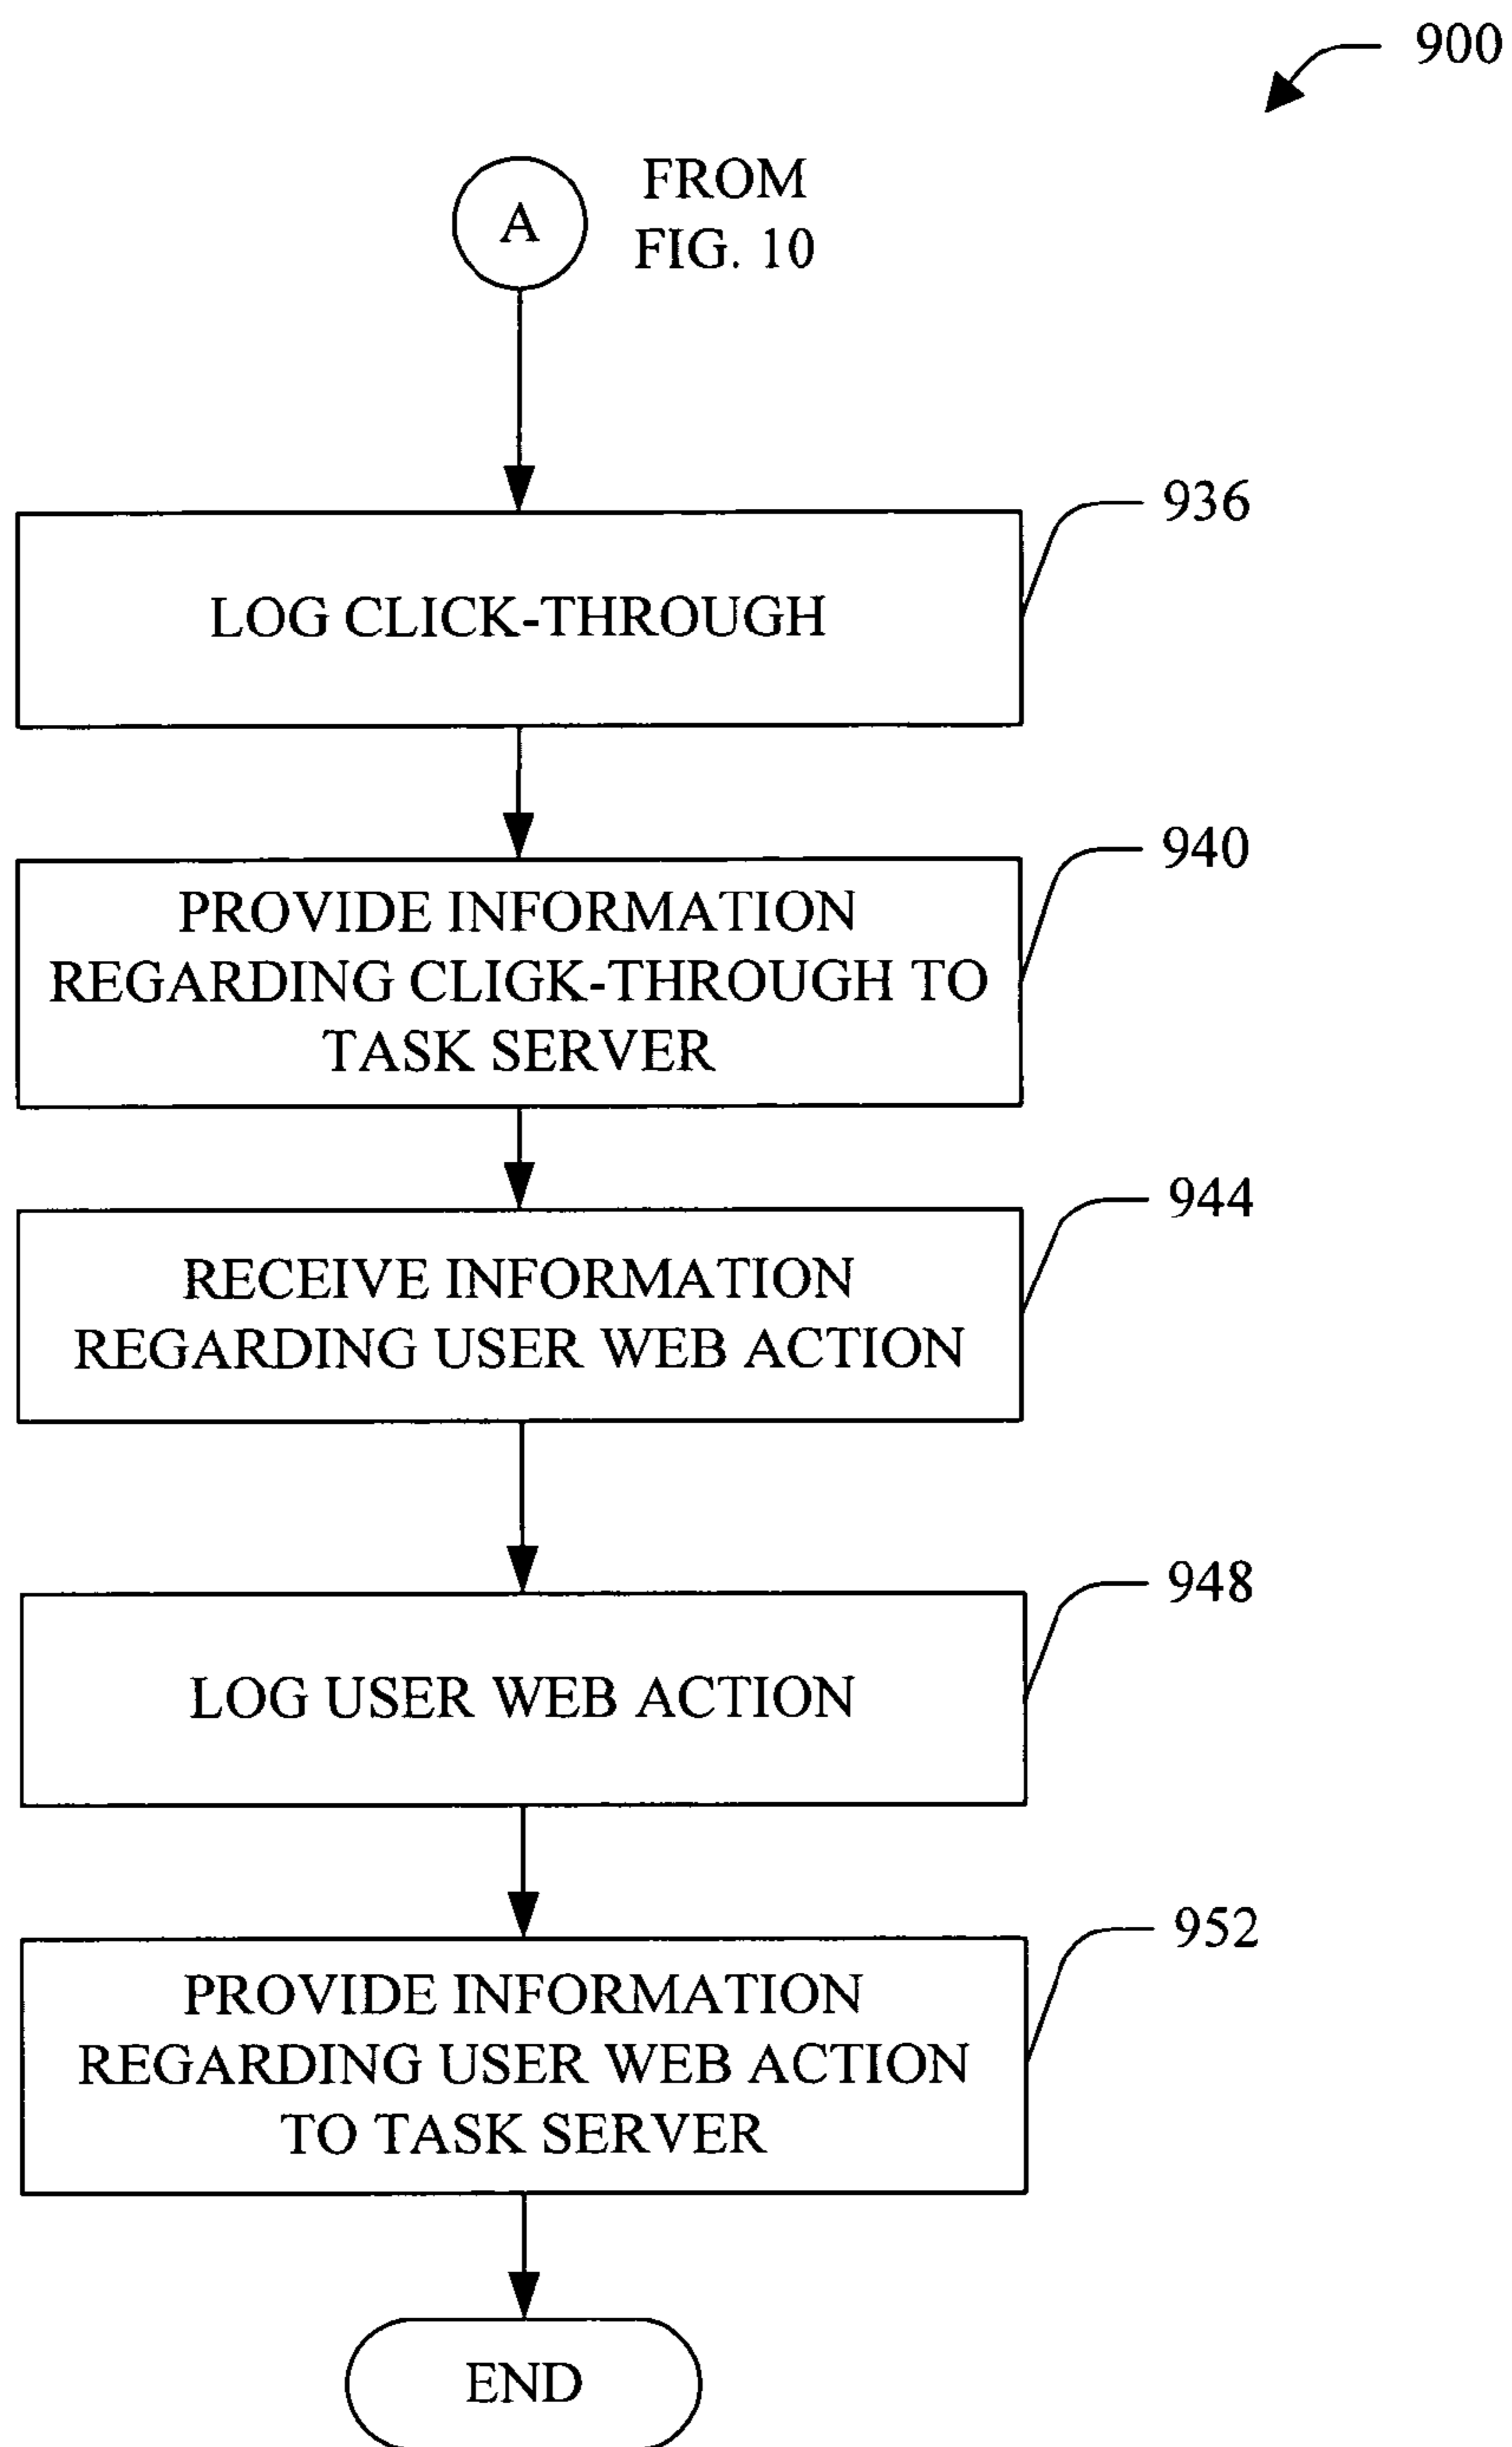 900
A
FROM
FIG. 10
936
LOG CLICK-THROUGH
940
PROVIDE INFORMATION
REGARDING CLIGK-THROUGH TO
TASK SERVER
944
RECEIVE INFORMATION
REGARDING USER WEB ACTION
948
LOG USER WEB ACTION
952
PROVIDE INFORMATION
REGARDING USER WEB ACTION
TO TASK SERVER
END